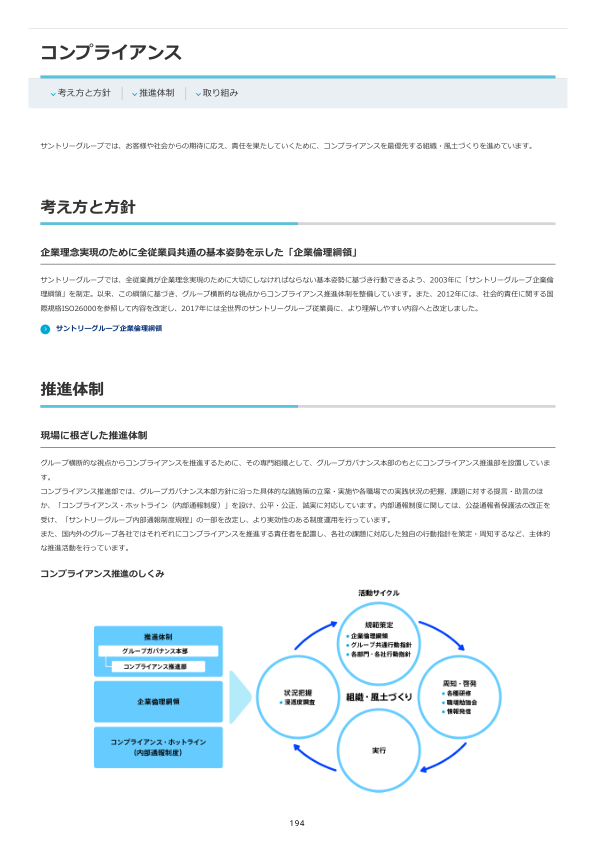 コンプライアンス
考え方と方針
推進体制
取り組み
サントリーグループでは、お客様や社会からの期待に応え、責任を果たしていくために、コンプライアンスを最優先する組織・風土づくりを進めています。
考え方と方針
企業理念実現のために全従業員共通の基本姿勢を示した「企業倫理綱領」
サントリーグループでは、全従業員が企業理念実現のために大切にしなければならない基本姿勢に基づき行動できるよう、2003年に「サントリーグループ企業倫
理綱領」を制定。以来、この綱領に基づき、グループ横断的な視点からコンプライアンス推進体制を整備しています。また、2012年には、社会的責任に関する国
際規格ISO26000を参照して内容を改定し、2017年には全世界のサントリーグループ従業員に、より理解しやすい内容へと改定しました。
サントリーグループ企業倫理綱領
推進体制
現場に根ざした推進体制
グループ横断的な視点からコンプライアンスを推進するために、その専門組織として、グループガバナンス本部のもとにコンプライアンス推進部を設置していま
す。
コンプライアンス推進部では、グループガバナンス本部方針に沿った具体的な諸施策の立案・実施や各職場での実践状況の把握、課題に対する提言・助言のほ
か、「コンプライアンス・ホットライン（内部通報制度）」を設け、公平・公正、誠実に対応しています。内部通報制度に関しては、公益通報者保護法の改正を
受け、「サントリーグループ内部通報制度規程」の一部を改定し、より実効性のある制度運用を行っています。
また、国内外のグループ各社ではそれぞれにコンプライアンスを推進する責任者を配置し、各社の課題に対応した独自の行動指針を策定・周知するなど、主体的
な推進活動を行っています。
コンプライアンス推進のしくみ
推進体制
グループガバナンス本部
コンプライアンス推進部
企業倫理綱領
コンプライアンス・ホットライン
（内部通報制度）
活動サイクル
規範策定
企業倫理綱領
グループ共通行動指針
各部門・各社行動指針
周知・啓発
各種研修
職場勉強会
情報発信
実行
状況把握
浸透度調査
組織・風土づくり
194